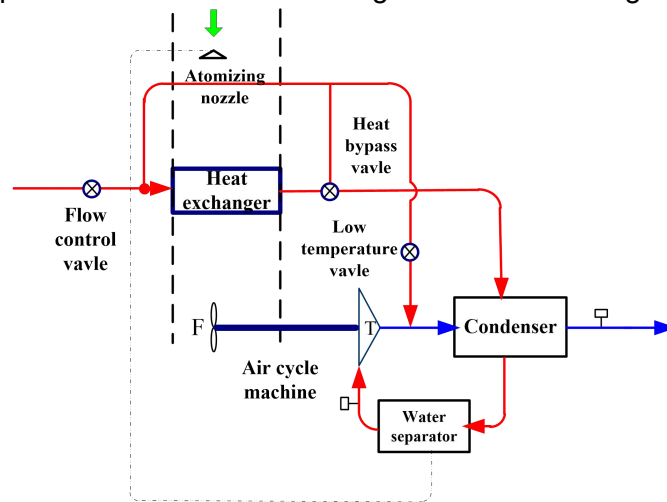 Atomizing
nozzle
Heat
bypass
vavle
Heat
exchanger
Flow
control
vavle
Low
temperature
vavle
F
T
Condenser
Air cycle
machine
Water
separator